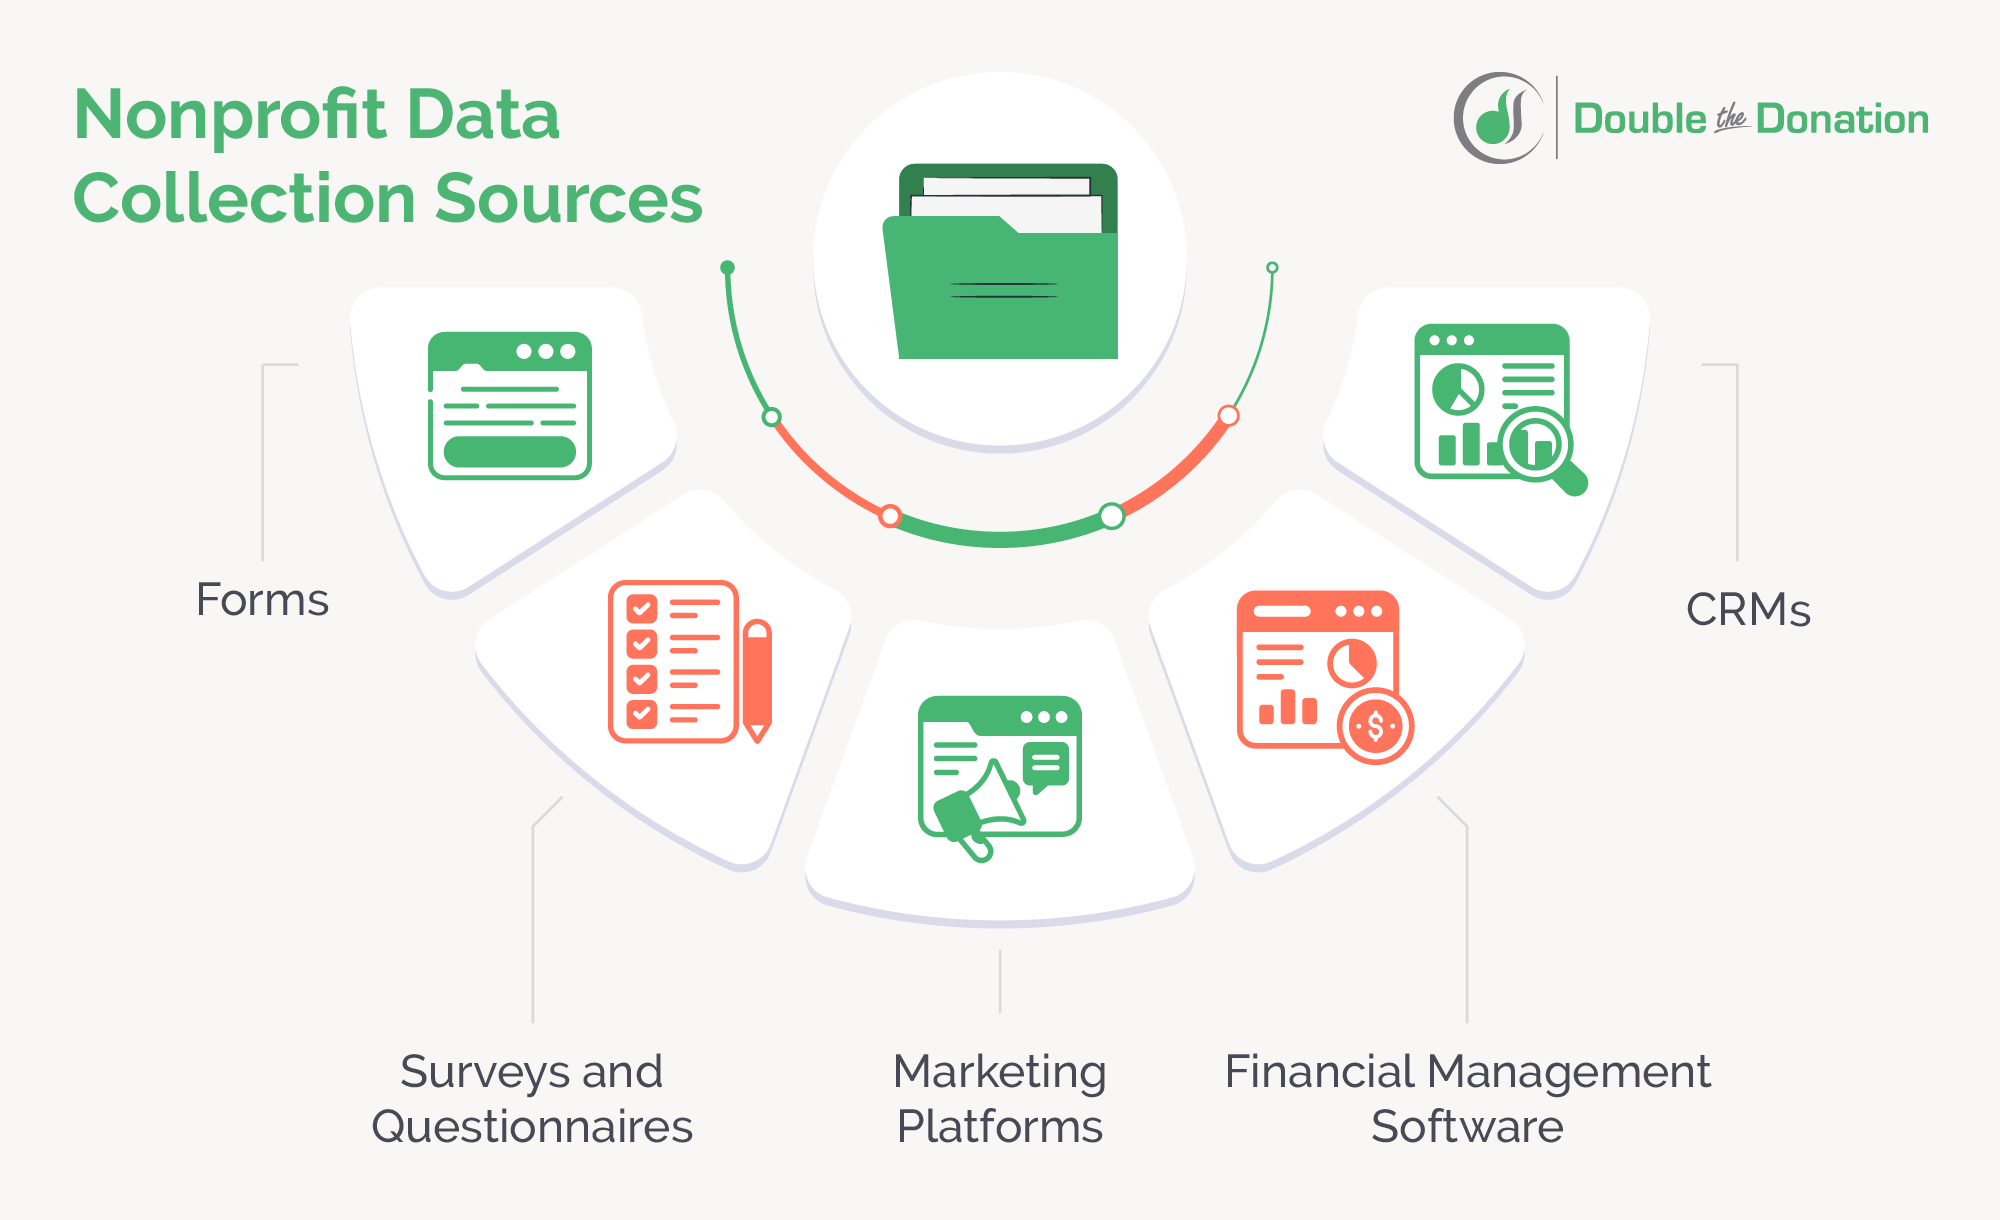 Nonprofit Data
Collection Sources
Double the Donation
Forms
CRMs
Surveys and
Questionnaires
Marketing
Platforms
Financial Management
Software
$